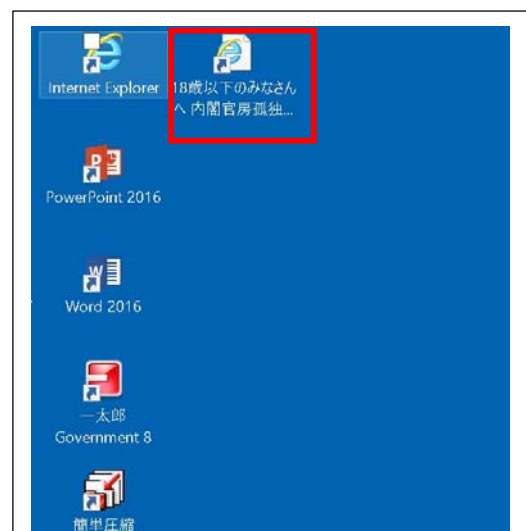 Internet Explorer
18歳以下のみなさん
へ 内閣官房孤独...
PowerPoint 2016
Word 2016
一太郎
Government 8
簡単圧縮